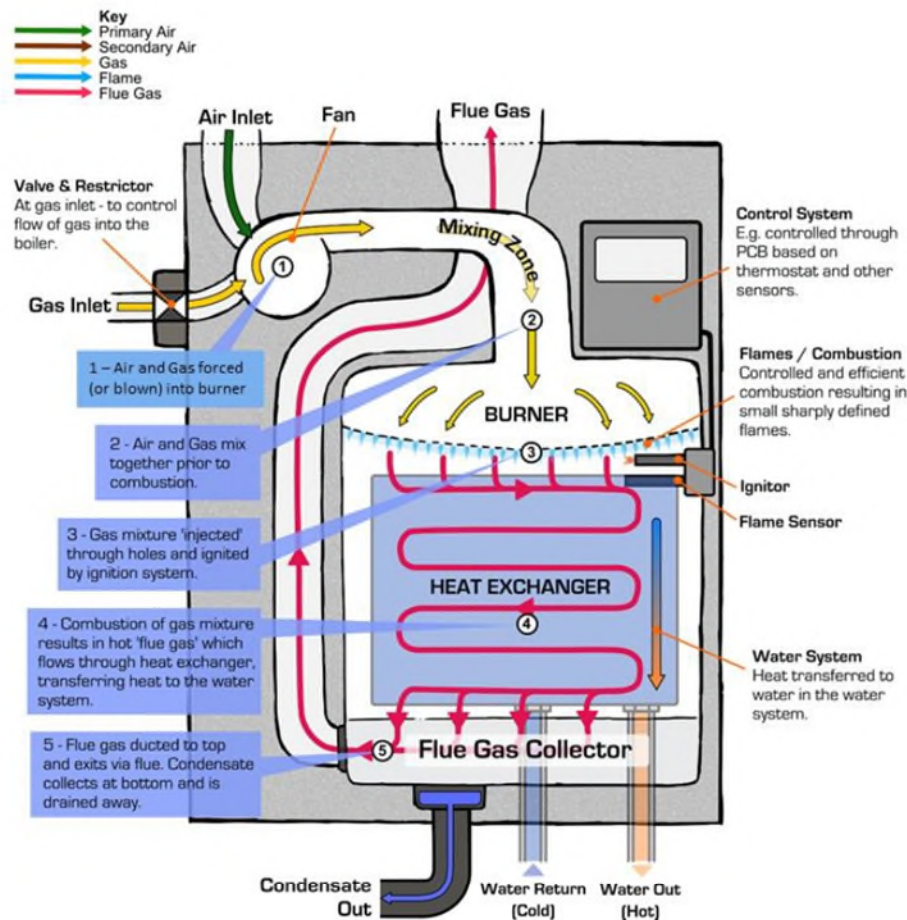 Key
Primary Air
Secondary Air
Gas
Flame
Flue Gas
Air Inlet
Fan
Flue Gas
Valve & Restrictor
At gas inlet - to control
flow of gas into the
boiler.
Mixing Zone
Control System
E.g. controlled through
PCB based on
thermostat and other
sensors.
1
Gas Inlet
2
1 – Air and Gas forced
(or blown) into burner
Flames / Combustion
Controlled and efficient
combustion resulting in
small sharply defined
flames.
BURNER
2 - Air and Gas mix
together prior to
combustion.
3
Ignitor
Flame Sensor
3 - Gas mixture 'injected'
through holes and ignited
by ignition system.
HEAT EXCHANGER
4
4 - Combustion of gas mixture
results in hot 'flue gas' which
flows through heat exchanger,
transferring heat to the water
system.
Water System
Heat transferred to
water in the water
system.
5 - Flue gas ducted to top
and exits via flue. Condensate
collects at bottom and is
drained away.
5
Flue Gas Collector
Condensate
Out
Water Return
(Cold)
Water Out
(Hot)